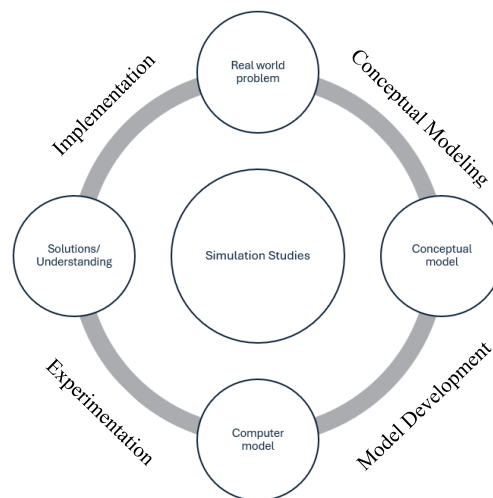 Real world
problem
Implementation
Conceptual Modeling
Solutions/
Understanding
Simulation Studies
Conceptual
model
Experimentation
Model Development
Computer
model